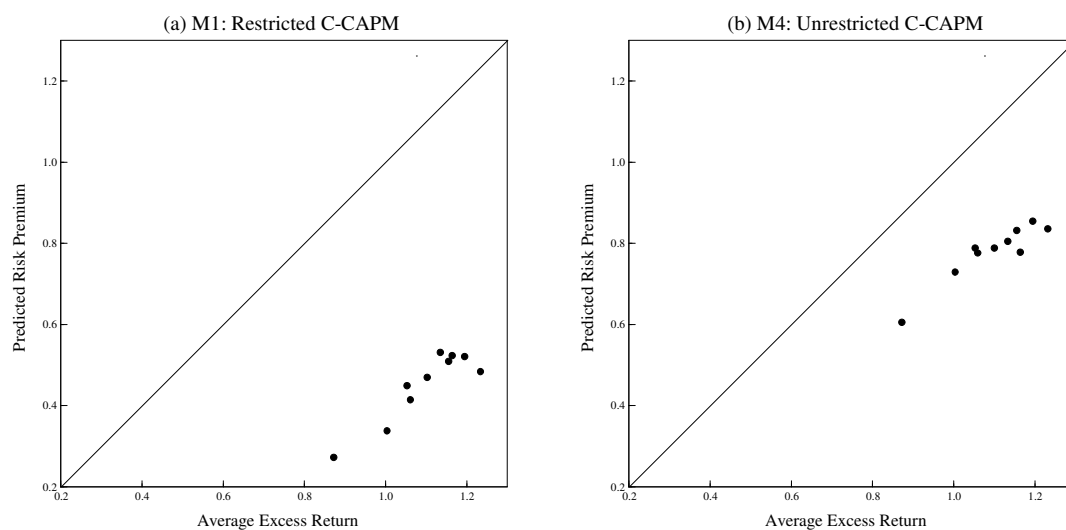 (a) M1: Restricted C-CAPM
Predicted Risk Premium
1.2
1.0
0.8
0.6
0.4
0.2
0.2 0.4 0.6 0.8 1.0 1.2
Average Excess Return
(b) M4: Unrestricted C-CAPM
Predicted Risk Premium
1.2
1.0
0.8
0.6
0.4
0.2
0.2 0.4 0.6 0.8 1.0 1.2
Average Excess Return